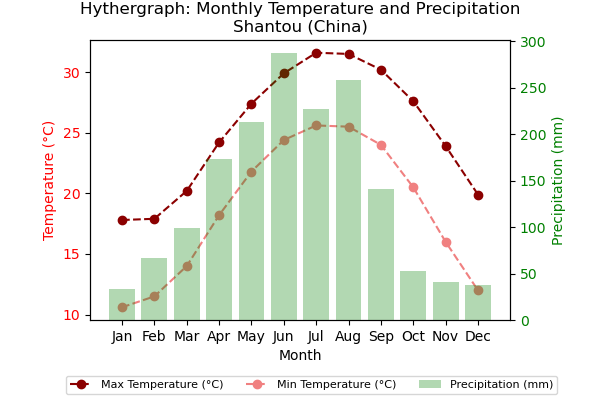 Hythergraph: Monthly Temperature and Precipitation
Shantou (China)
30
25
20
15
10
Temperature (°C)
300
250
200
150
100
50
0
Precipitation (mm)
Jan Feb Mar Apr May Jun Jul Aug Sep Oct Nov Dec
Month
Max Temperature (°C) Min Temperature (°C) Precipitation (mm)